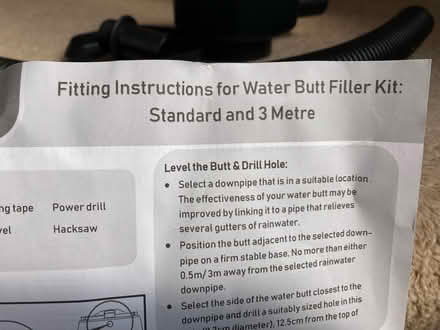 Fitting Instructions for Water Butt Filler Kit:
Standard and 3 Metre
Level the Butt & Drill Hole:
Select a downpipe that is in a suitable location
The effectiveness of your water butt may be
improved by linking it to a pipe that relieves
several gutters of rainwater.
Position the butt adjacent to the selected down-
pipe on a firm stable base. No more than either
0.5m/3m away from the selected rainwater
downpipe.
Select the side of the water butt closest to the
downpipe and drill a suitably sized hole in this
diameter), 12.5cm from the top of
tape Power drill
Hacksaw